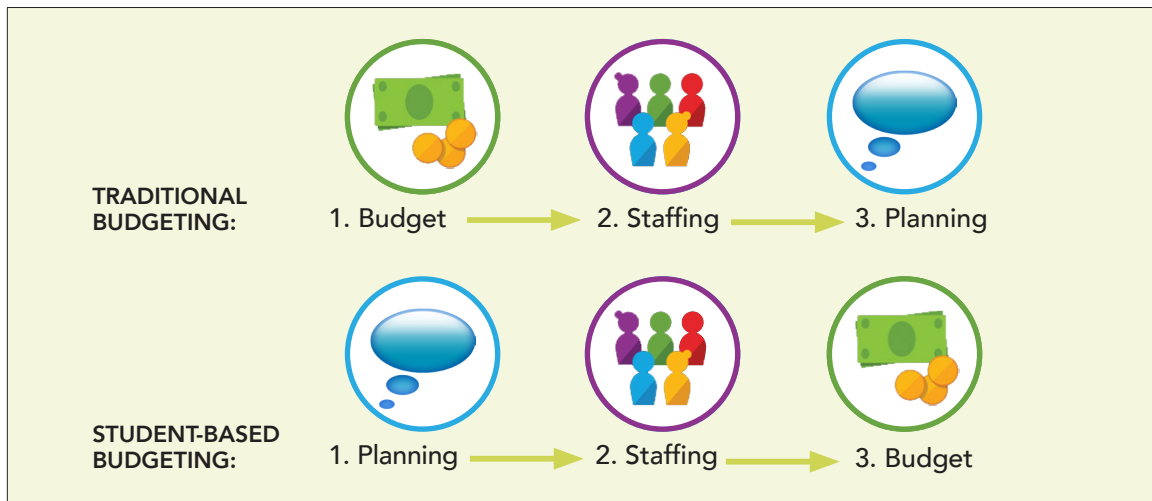 TRADITIONAL
BUDGETING:
1. Budget
2. Staffing
3. Planning
STUDENT-BASED
BUDGETING:
1. Planning
2. Staffing
3. Budget